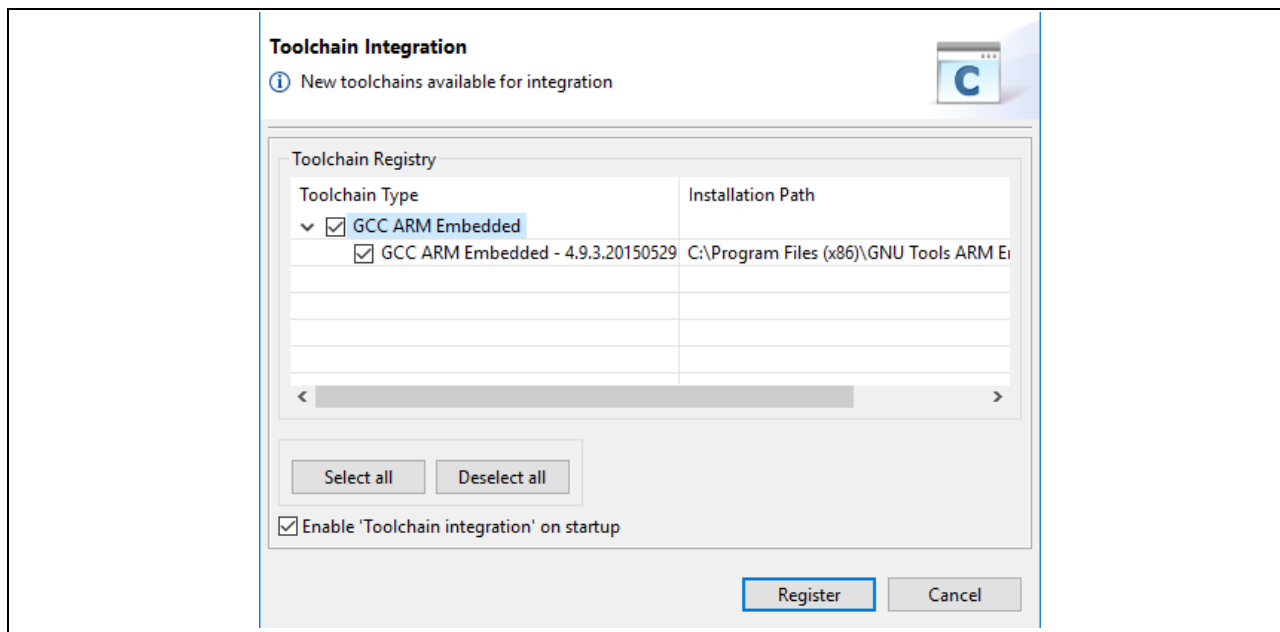 Toolchain Integration
New toolchains available for integration
C
Toolchain Registry
Toolchain Type Installation Path
GCC ARM Embedded
GCC ARM Embedded - 4.9.3.20150529 C:\Program Files (x86)\GNU Tools ARM E
Select all Deselect all
Enable 'Toolchain integration' on startup
Register Cancel